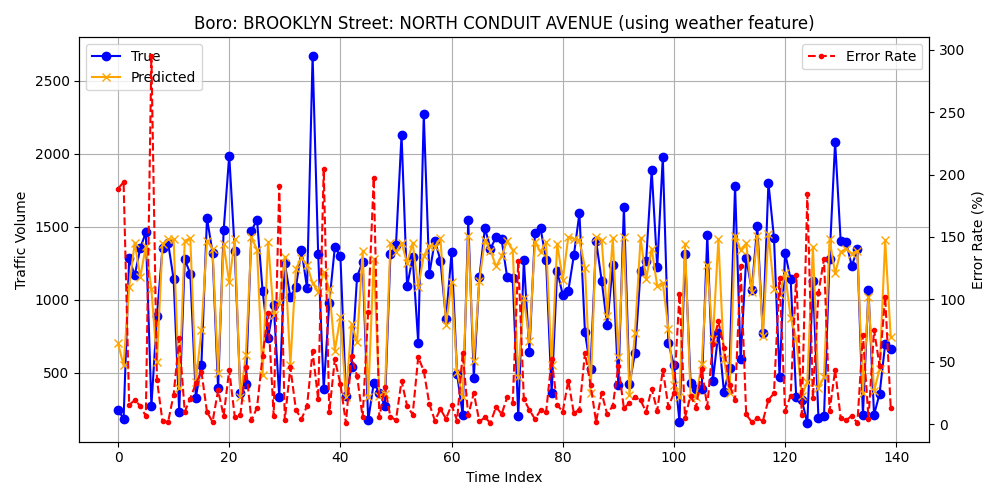 Boro: BROOKLYN Street: NORTH CONDUIT AVENUE (using weather feature)
True
Predicted
Error Rate
2500
2000
1500
1000
500
Traffic Volume
300
250
200
150
100
50
0
Error Rate (%)
0 20 40 60 80 100 120 140
Time Index